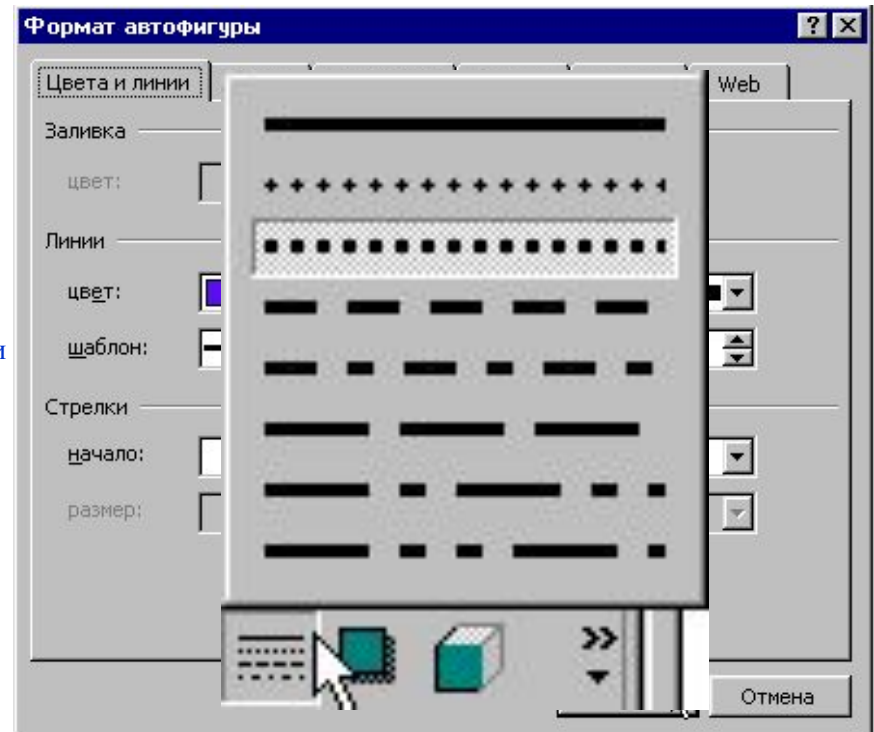 Формат автофигуры
Цвета и линии Web
Заливка
цвет:
Линии
цвет:
шаблон:
Стрелки
начало:
размер:
Отмена